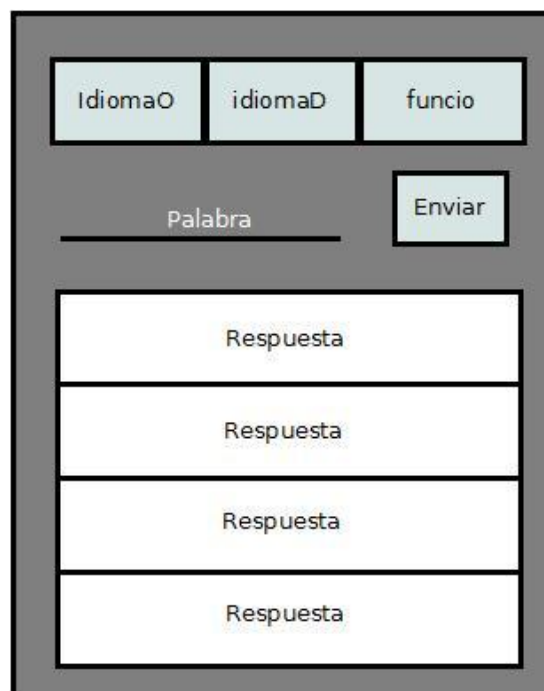 IdiomaO idiomaD funcio
Palabra Enviar
Respuesta
Respuesta
Respuesta
Respuesta